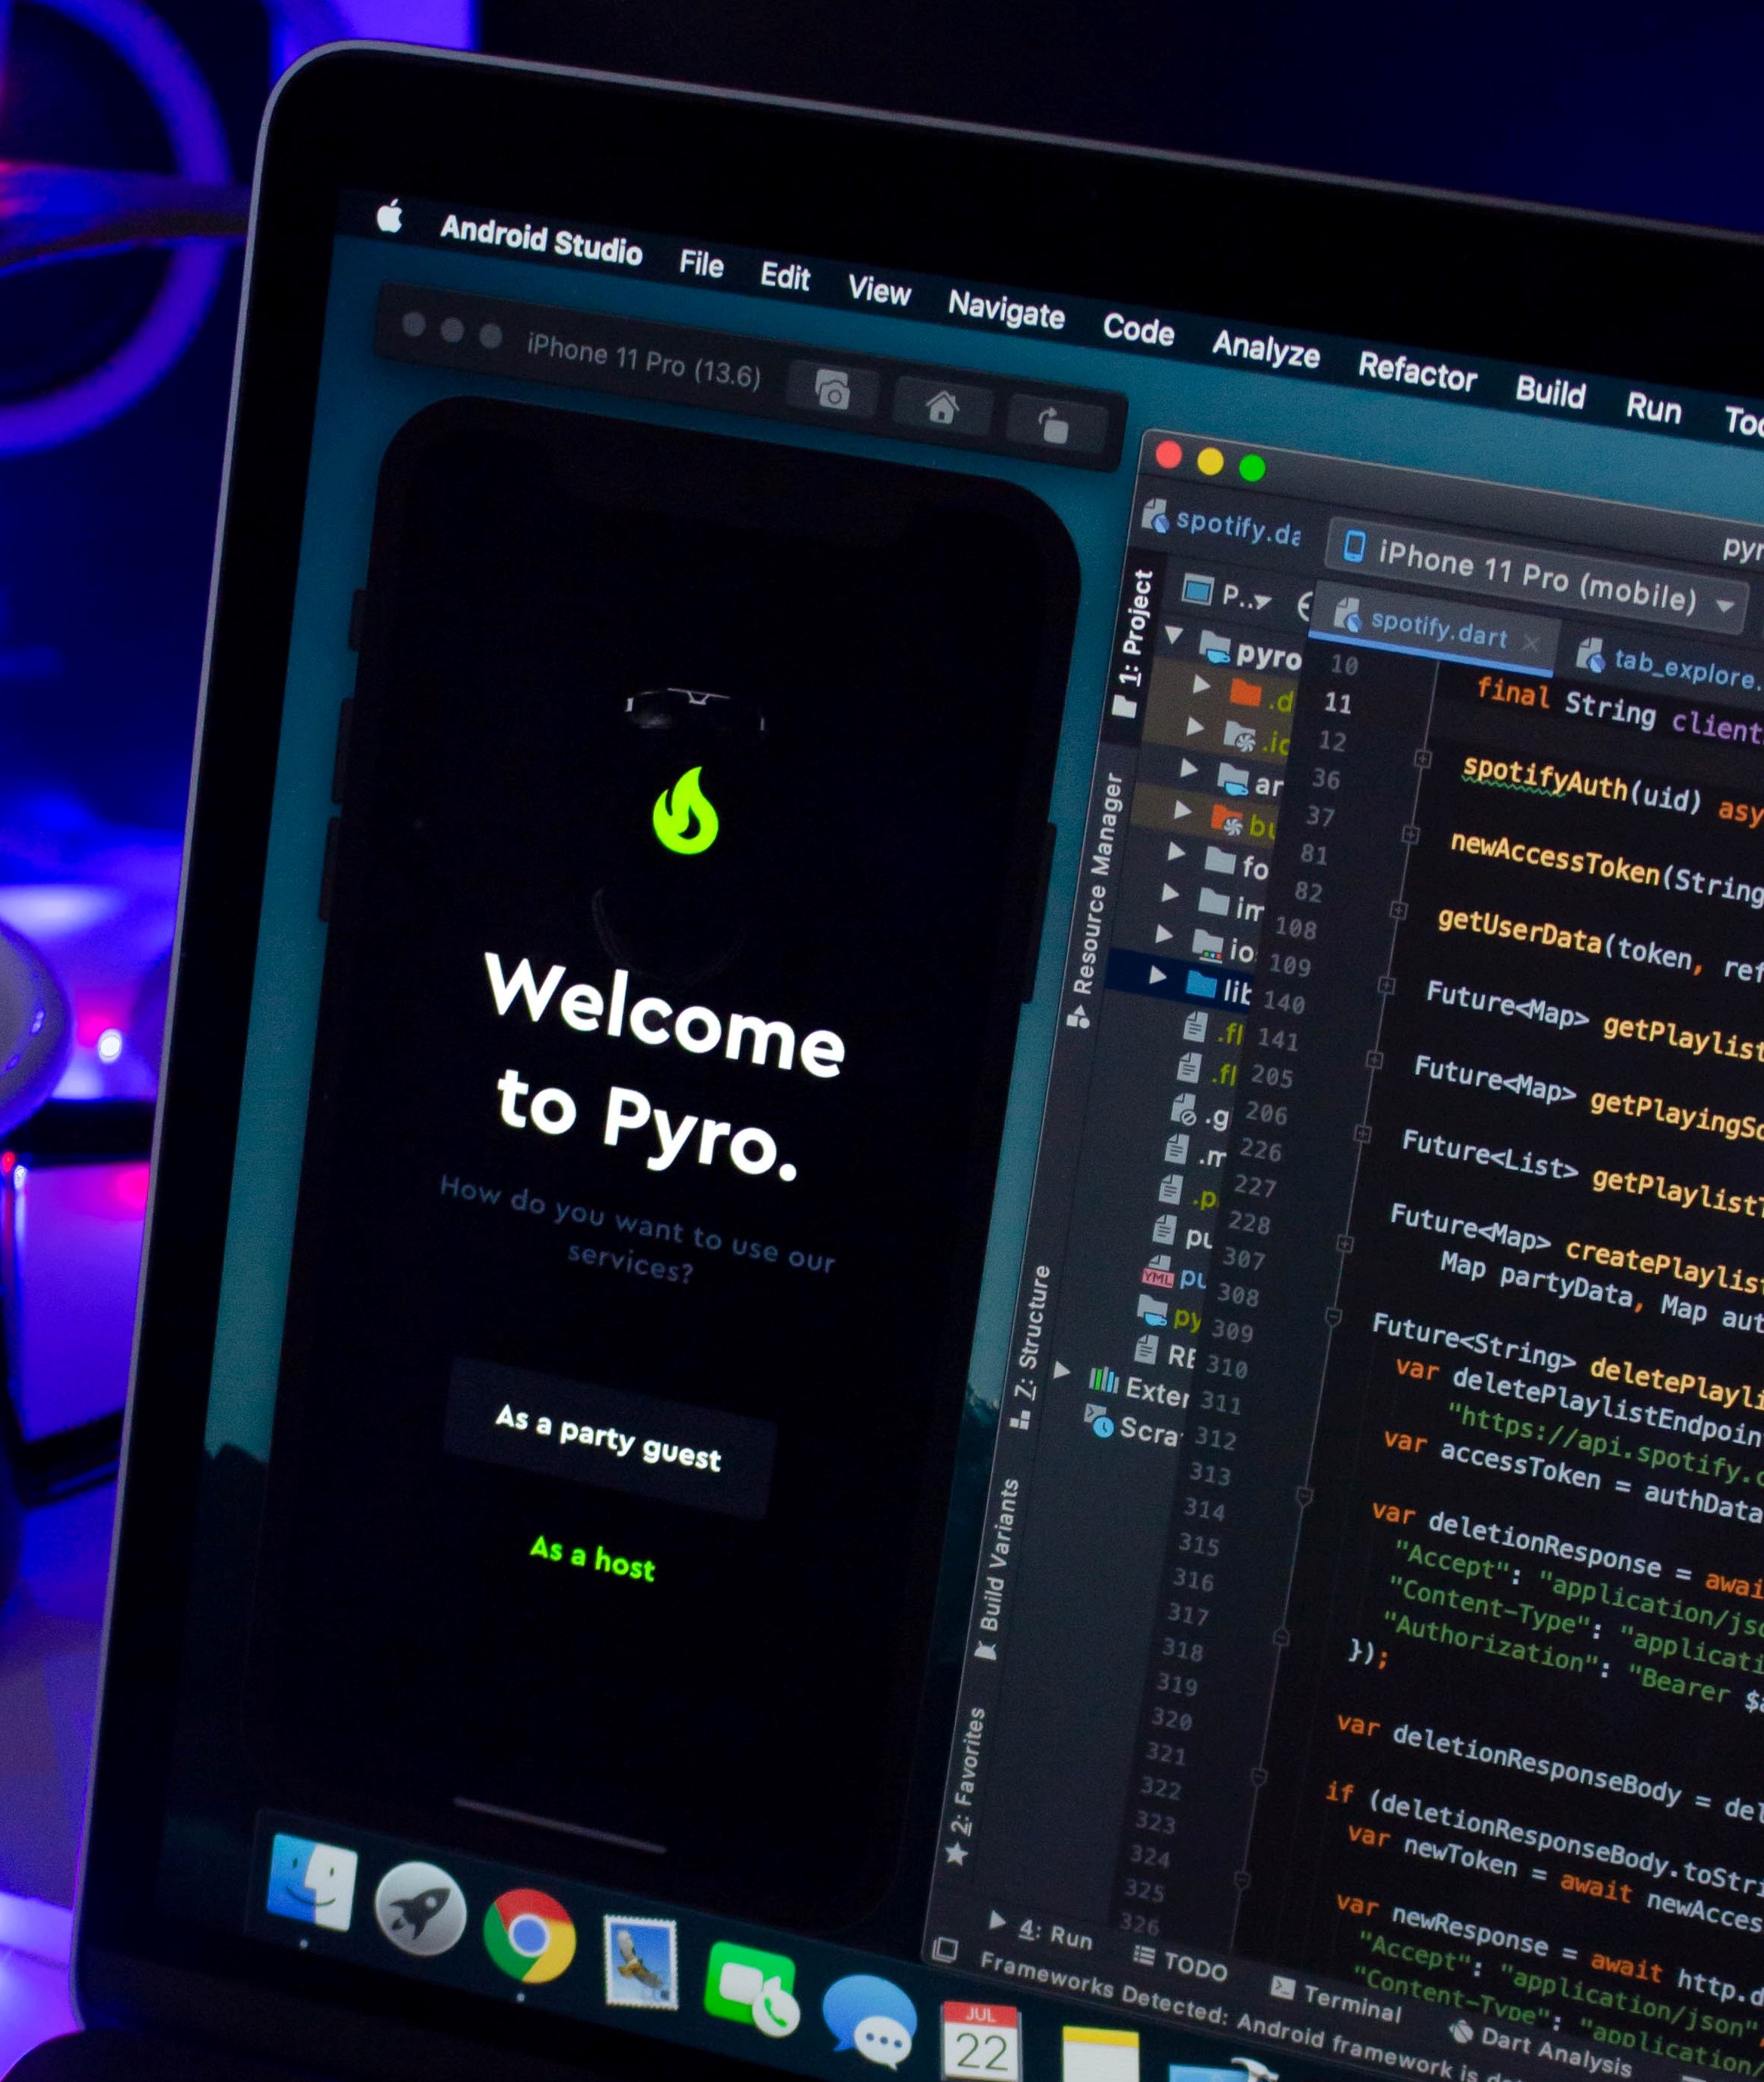 Android Studio File Edit View Navigate Code Analyze Refactor Build Run
iPhone 11 Pro (13.6)
Welcome
to Pyro.
How do you want to use our
services?
As a party guest
As a host
spotify.da
iPhone 11 Pro (mobile)
pyr
1: Project
Resource Manager
Z: Structure
Build Variants
2: Favorites
P..
pyro
.d
.ic
ar
bu
fo
im
io
lib
.fl
.fl
.g
.m
.p
pu
YML pu
py
RE
Exter
Scra
spotify.dart
tab_explore.
10
11 final String client
12
36 spotifyAuth(uid) asy
37
81 newAccessToken(String
82
108 getUserData(token, ref
109
140 Future<Map> getPlaylist
141
205 Future<Map> getPlayingSo
206
226 Future<List> getPlaylistT
227
228 Future<Map> createPlaylis
307 Map partyData, Map aut
308
309 Future<String> deletePlayli
310 var deletePlaylistEndpoin
311 "https://api.spotify.c
312 var accessToken = authData
313
314 var deletionResponse = awai
315 "Accept": "application/jso
316 "Content-Type": "applicati
317 "Authorization": "Bearer $a
318 });
319
320 var deletionResponseBody = del
321
322 if (deletionResponseBody.toStri
323 var newToken = await newAcces
324
325 var newResponse = await http.d
326 "Accept": "application/json",
"Content-Type": "application/
4: Run
TODO
Terminal
Dart Analysis
Frameworks Detected: Android framework is de
JUL
22